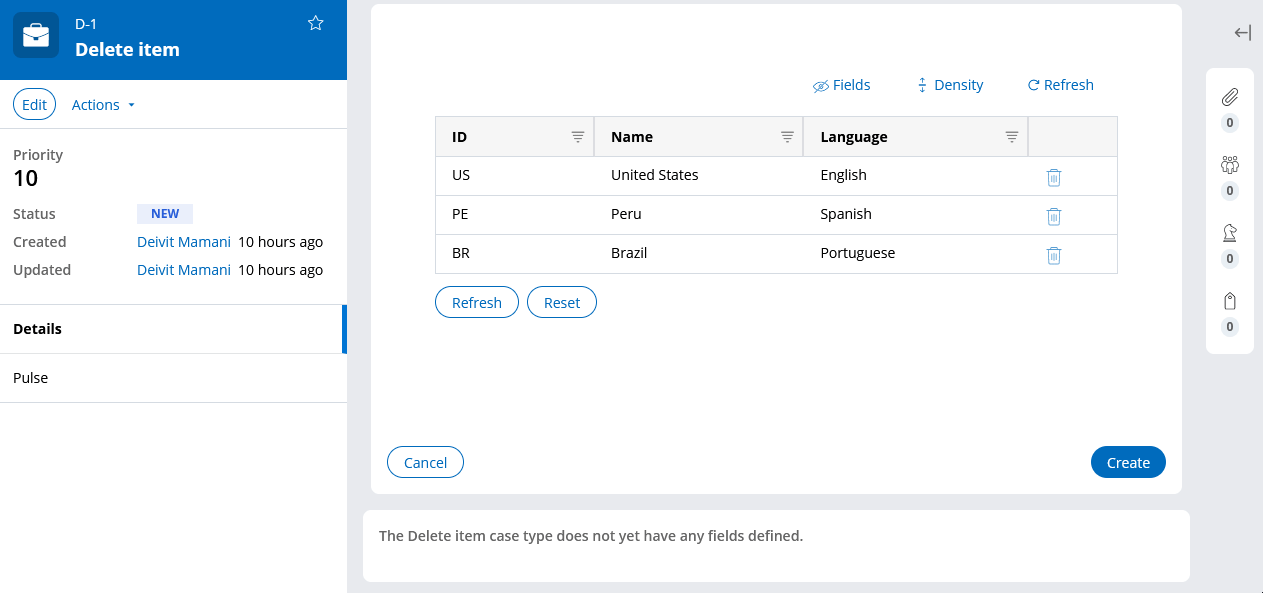 D-1
Delete item
Edit Actions
Priority
10
Status NEW
Created Deivit Mamani 10 hours ago
Updated Deivit Mamani 10 hours ago
Details
Pulse
Fields Density Refresh
ID Name Language
US United States English
PE Peru Spanish
BR Brazil Portuguese
Refresh Reset
Cancel Create
The Delete item case type does not yet have any fields defined.
0
0
0
0